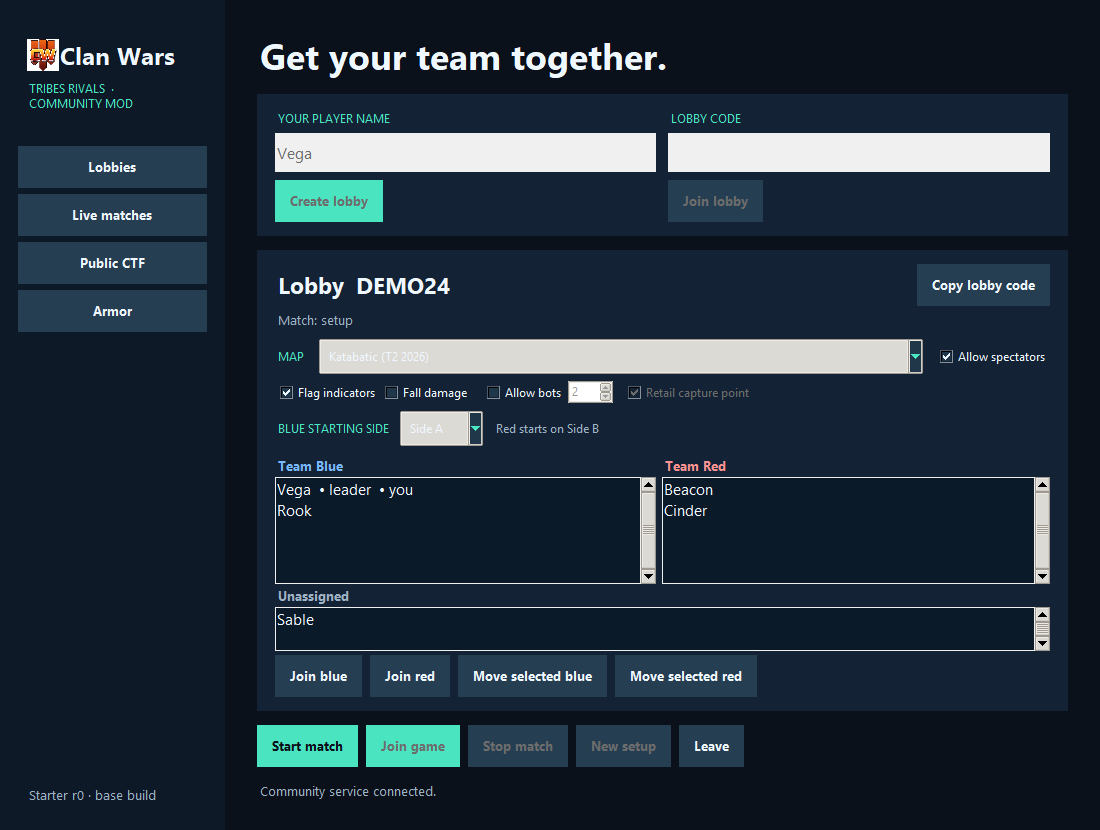 CW
Clan Wars
TRIBES RIVALS ·
COMMUNITY MOD
Lobbies
Live matches
Public CTF
Armor
Starter r0 · base build
Get your team together.
YOUR PLAYER NAME
LOBBY CODE
Vega
Create lobby
Join lobby
Lobby DEMO24
Copy lobby code
Match: setup
MAP Katabatic (T2 2026) Allow spectators
Flag indicators Fall damage Allow bots 2 Retail capture point
BLUE STARTING SIDE Side A Red starts on Side B
Team Blue
Vega • leader • you
Rook
Team Red
Beacon
Cinder
Unassigned
Sable
Join blue Join red Move selected blue Move selected red
Start match Join game Stop match New setup Leave
Community service connected.